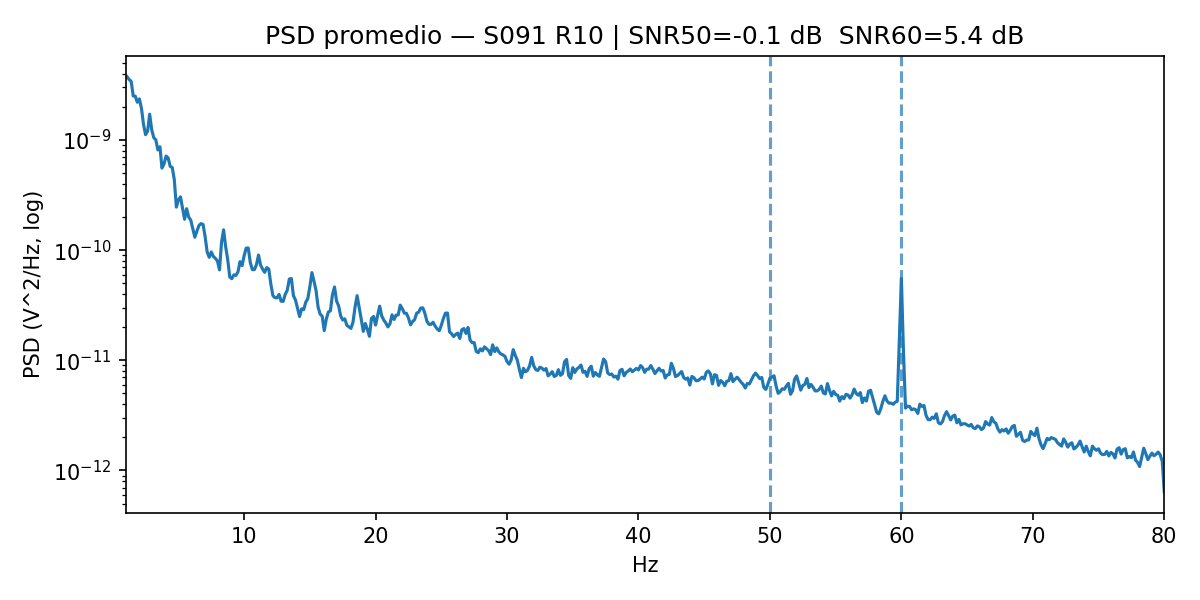 PSD promedio — S091 R10 | SNR50=-0.1 dB  SNR60=5.4 dB
PSD (V^2/Hz, log)
10⁻⁹
10⁻¹⁰
10⁻¹¹
10⁻¹²
10 20 30 40 50 60 70 80
Hz